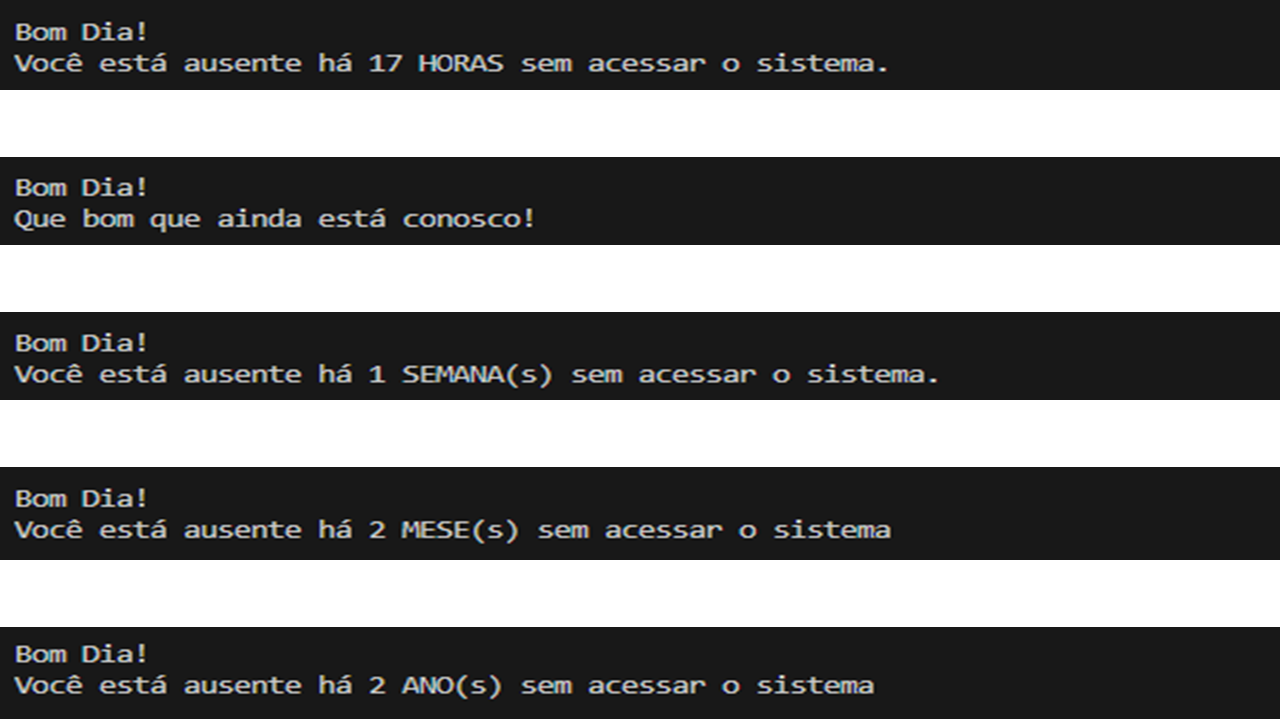 Bom Dia!
Você está ausente há 17 HORAS sem acessar o sistema.
Bom Dia!
Que bom que ainda está conosco!
Bom Dia!
Você está ausente há 1 SEMANA(s) sem acessar o sistema.
Bom Dia!
Você está ausente há 2 MESE(s) sem acessar o sistema
Bom Dia!
Você está ausente há 2 ANO(s) sem acessar o sistema